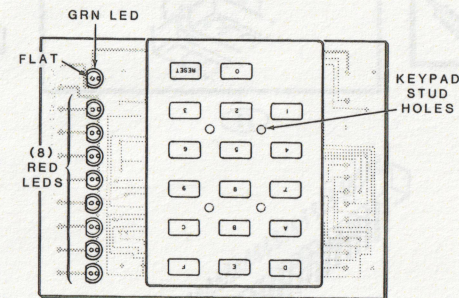 GRN LED
FLAT
KEYPAD
STUD
HOLES
(8)
RED
LEDS
RESET 0
3 2 1
6 5 4
9 8 7
C B A
F E D